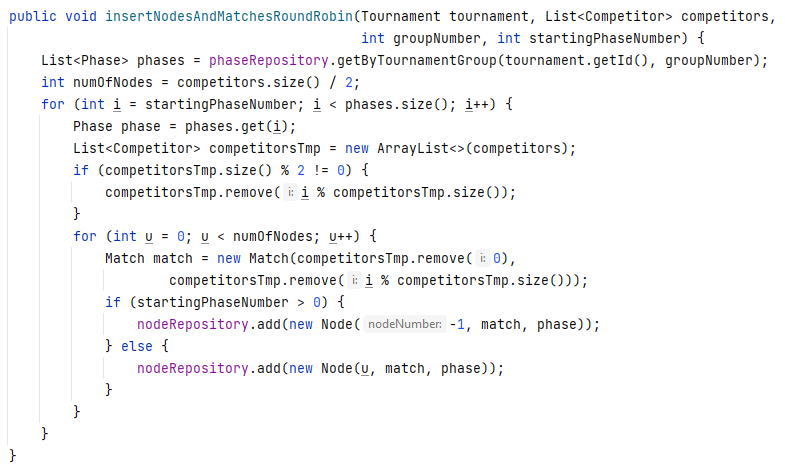 public void insertNodesAndMatchesRoundRobin(Tournament tournament, List<Competitor> competitors,
                                            int groupNumber, int startingPhaseNumber) {
    List<Phase> phases = phaseRepository.getByTournamentGroup(tournament.getId(), groupNumber);
    int numOfNodes = competitors.size() / 2;
    for (int i = startingPhaseNumber; i < phases.size(); i++) {
        Phase phase = phases.get(i);
        List<Competitor> competitorsTmp = new ArrayList<>(competitors);
        if (competitorsTmp.size() % 2 != 0) {
            competitorsTmp.remove( i: i % competitorsTmp.size());
        }
        for (int u = 0; u < numOfNodes; u++) {
            Match match = new Match(competitorsTmp.remove( i: 0),
                    competitorsTmp.remove( i: i % competitorsTmp.size()));
            if (startingPhaseNumber > 0) {
                nodeRepository.add(new Node( nodeNumber: -1, match, phase));
            } else {
                nodeRepository.add(new Node(u, match, phase));
            }
        }
    }
}